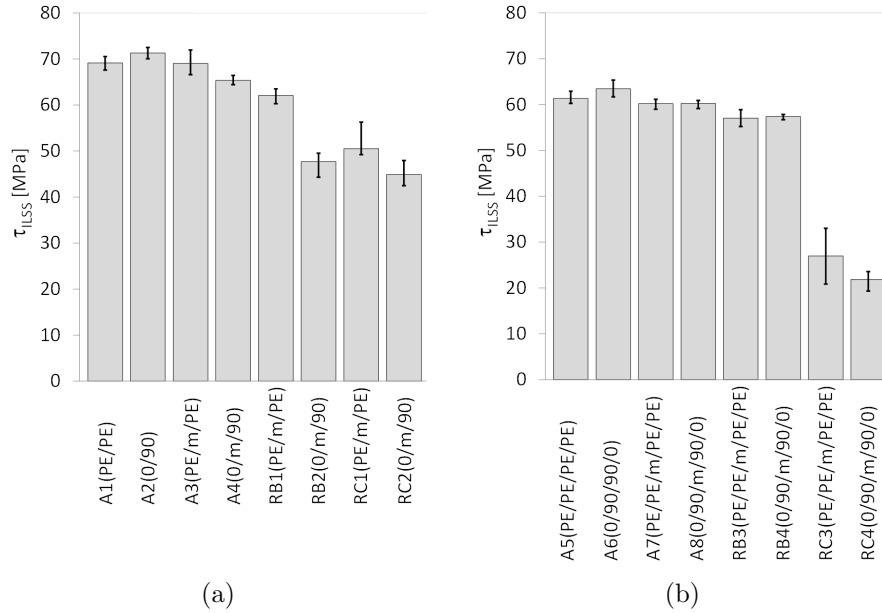 80
70
60
50
40
30
20
10
0
τILSS [MPa]
A1(PE/PE)
A2(0/90)
A3(PE/m/PE)
A4(0/m/90)
RB1(PE/m/PE)
RB2(0/m/90)
RC1(PE/m/PE)
RC2(0/m/90)
(a)
80
70
60
50
40
30
20
10
0
τILSS [MPa]
A5(PE/PE/PE/PE)
A6(0/90/90/0)
A7(PE/PE/m/PE/PE)
A8(0/90/m/90/0)
RB3(PE/PE/m/PE/PE)
RB4(0/90/m/90/0)
RC3(PE/PE/m/PE/PE)
RC4(0/90/m/90/0)
(b)